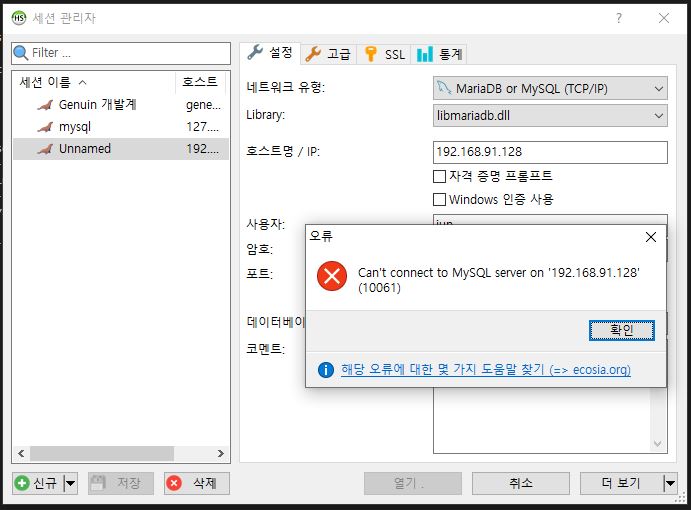 HS 세션 관리자
Filter ...
세션 이름 호스트
Genuin 개발계 gene...
mysql 127....
Unnamed 192....
설정 고급 SSL 통계
네트워크 유형: MariaDB or MySQL (TCP/IP)
Library: libmariadb.dll
호스트명 / IP: 192.168.91.128
자격 증명 프롬프트
Windows 인증 사용
사용자:
암호:
포트:
데이터베이
코멘트:
오류
Can't connect to MySQL server on '192.168.91.128'
(10061)
확인
해당 오류에 대한 몇 가지 도움말 찾기 (=> ecosia.org)
신규 저장 삭제 열기 . 취소 더 보기